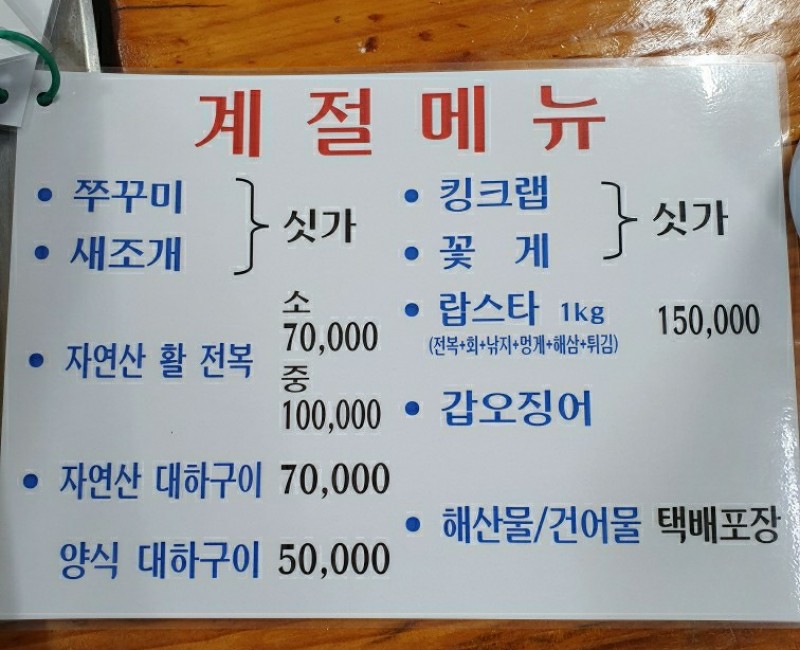 계절메뉴
• 쭈꾸미
• 새조개
싯가
• 자연산 활 전복
소
70,000
중
100,000
• 자연산 대하구이 70,000
양식 대하구이 50,000
• 킹크랩
• 꽃 게
싯가
• 랍스타 1kg 150,000
(전복+회+낚지+멍게+해삼+튀김)
• 갑오징어
• 해산물/건어물 택배포장